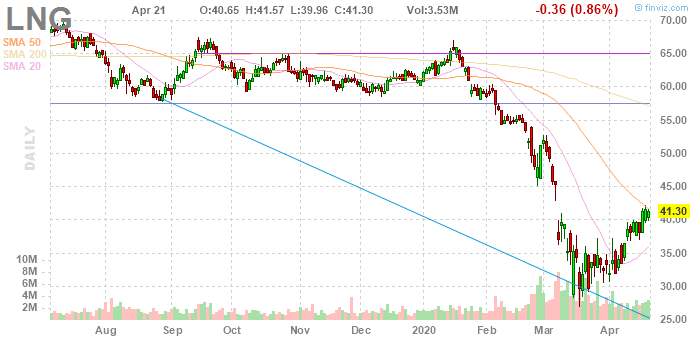 LNG
Apr 21 O:40.65 H:41.57 L:39.96 C:41.30 Vol:3.53M -0.36 (0.86%)
© finviz.com
SMA 50
SMA 200
SMA 20
DAILY
70.00
65.00
60.00
55.00
50.00
45.00
41.30
40.00
35.00
30.00
25.00
10M
8M
6M
4M
2M
Aug Sep Oct Nov Dec 2020 Feb Mar Apr